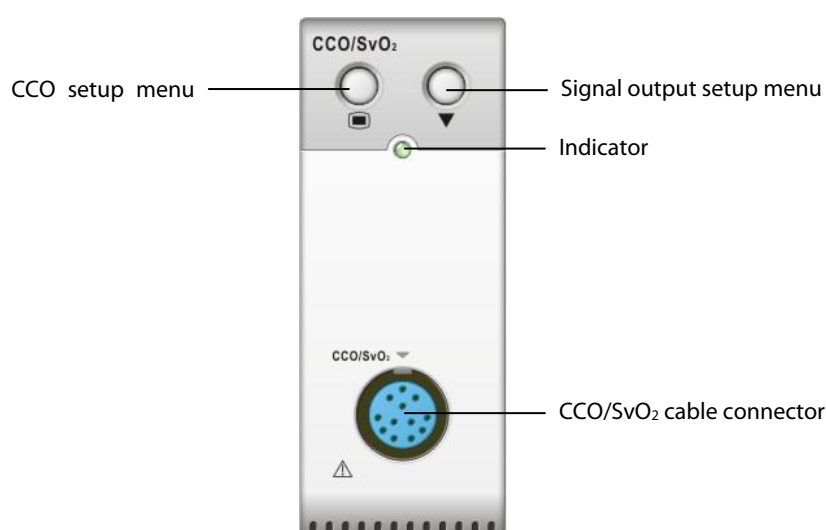 CCO/SvO₂
CCO setup menu
Signal output setup menu
Indicator
CCO/SvO₂
CCO/SvO₂ cable connector